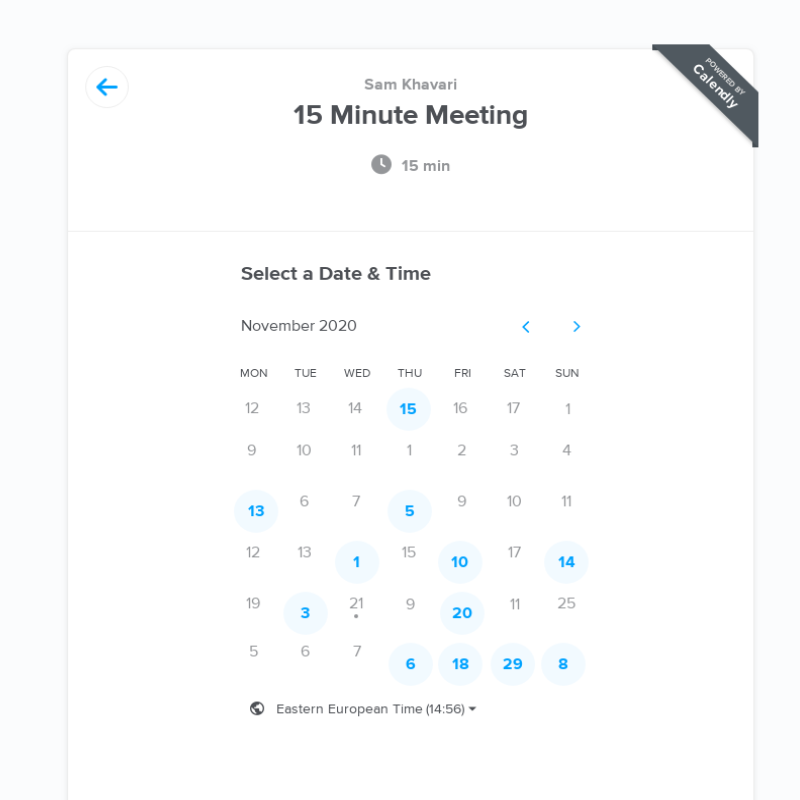 POWERED BY
Calendly
Sam Khavari
15 Minute Meeting
15 min
Select a Date & Time
November 2020
MON TUE WED THU FRI SAT SUN
12 13 14 15 16 17 1
9 10 11 1 2 3 4
13 6 7 5 9 10 11
12 13 1 15 10 17 14
19 3 21 9 20 11 25
5 6 7 6 18 29 8
Eastern European Time (14:56)